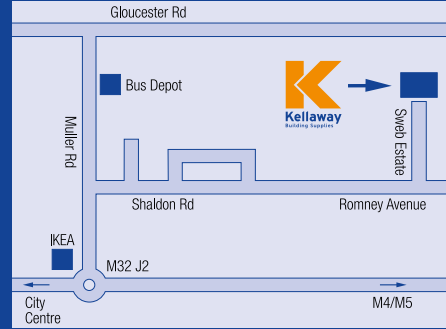 Gloucester Rd
Bus Depot
Kellaway
Building Supplies
Muller Rd
Sweb Estate
Shaldon Rd
Romney Avenue
IKEA
M32 J2
City
Centre
M4/M5